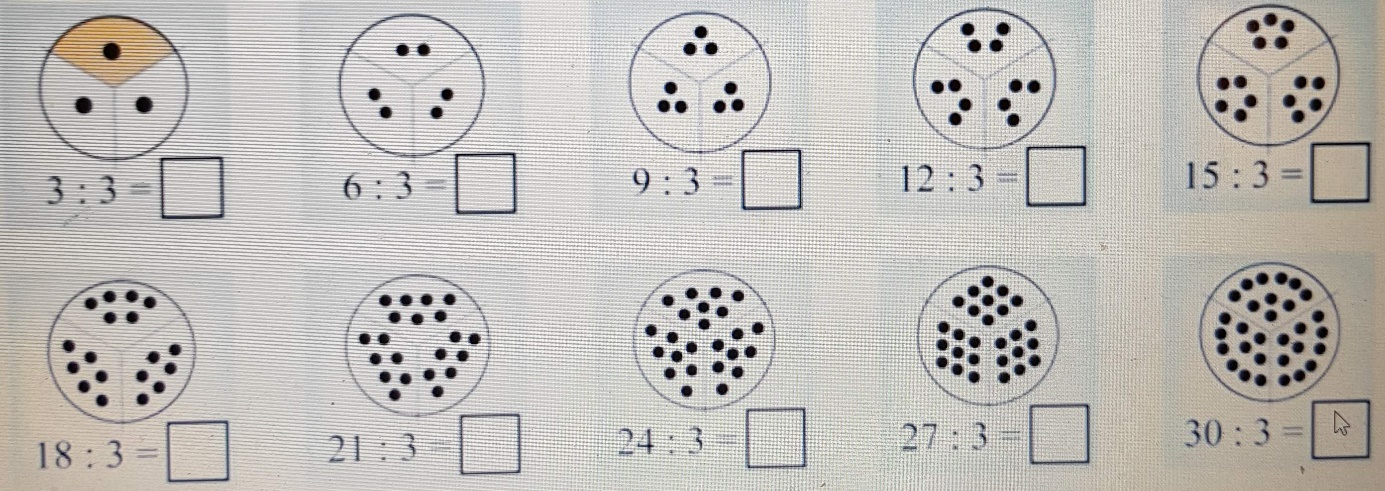 3 : 3 =
6 : 3 =
9 : 3 =
12 : 3 =
15 : 3 =
18 : 3 =
21 : 3 =
24 : 3 =
27 : 3 =
30 : 3 =